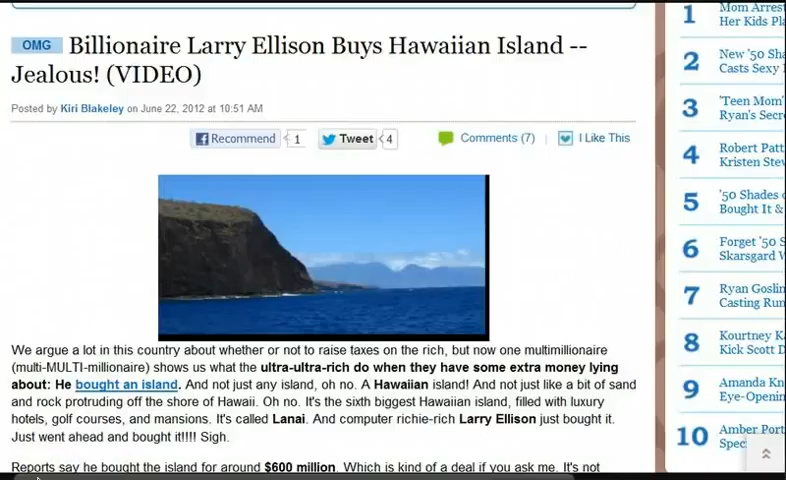 OMG Billionaire Larry Ellison Buys Hawaiian Island --
Jealous! (VIDEO)
Posted by Kiri Blakeley on June 22, 2012 at 10:51 AM
Recommend 1 Tweet 4 Comments (7) I Like This
We argue a lot in this country about whether or not to raise taxes on the rich, but now one multimillionaire
(multi-MULTI-millionaire) shows us what the ultra-ultra-rich do when they have some extra money lying
about: He bought an island. And not just any island, oh no. A Hawaiian island! And not just like a bit of sand
and rock protruding off the shore of Hawaii. Oh no. It's the sixth biggest Hawaiian island, filled with luxury
hotels, golf courses, and mansions. It's called Lanai. And computer richie-rich Larry Ellison just bought it.
Just went ahead and bought it!!!! Sigh.
Reports say he bought the island for around $600 million. Which is kind of a deal if you ask me. It's not
1 Mom Arrest
Her Kids Pl
2 New '50 Sh
Casts Sexy
3 'Teen Mom'
Ryan's Secr
4 Robert Patt
Kristen Stew
5 '50 Shades
Bought It &
6 Forget '50 S
Skarsgard
7 Ryan Goslin
Casting Run
8 Kourtney K
Kick Scott D
9 Amanda Kn
Eye-Openin
10 Amber Port
Spec